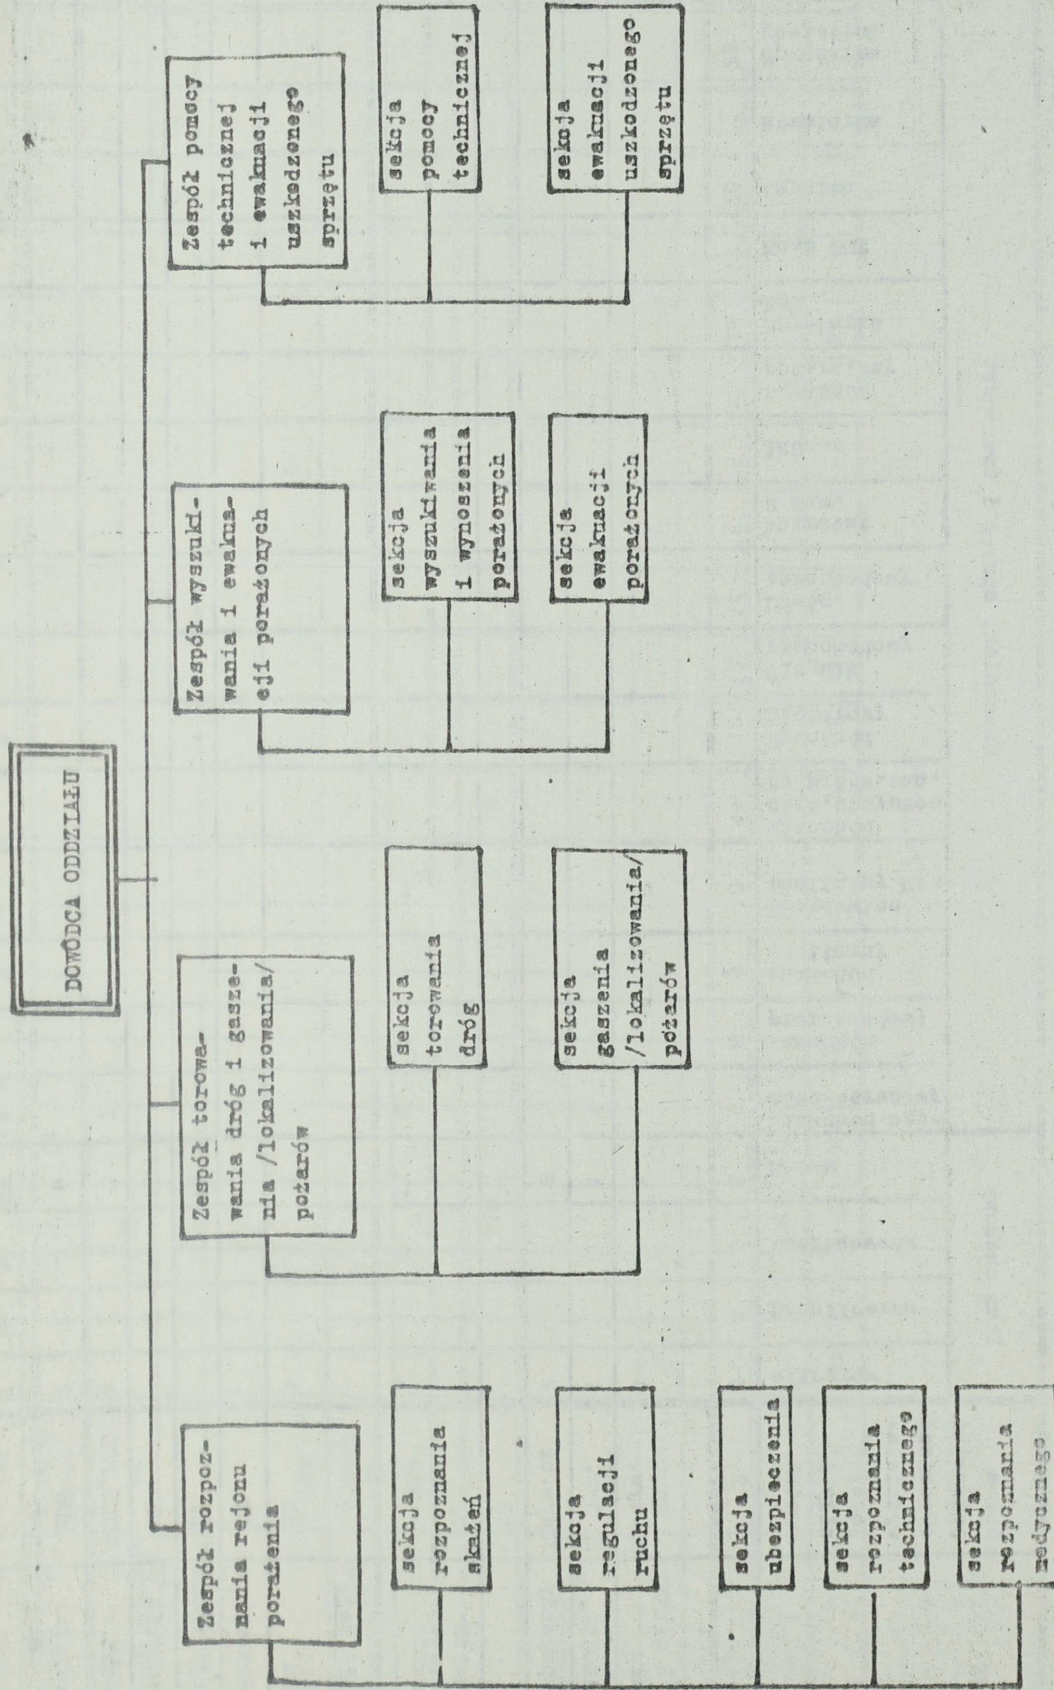 DOWÓDCA ODDZIAŁU
Zespół rozpoz-
nania rejonu
porażenia
sekcja
rozpoznania
skażeń
sekcja
regulacji
ruchu
sekcja
ubezpieczenia
sekcja
rozpoznania
technicznego
sekcja
rozpoznania
medycznego
Zespół torowa-
wania dróg i gasze-
nia /lokalizowania/
pożarów
sekcja
torowania
dróg
sekcja
gaszenia
/lokalizowania/
pożarów
Zespół wyszuki-
wania i ewakua-
cji porażonych
sekcja
wyszukiwania
i wynoszenia
porażonych
sekcja
ewakuacji
porażonych
Zespół pomocy
technicznej
i ewakuacji
uszkodzonego
sprzętu
sekcja
pomocy
technicznej
sekcja
ewakuacji
uszkodzonego
sprzętu